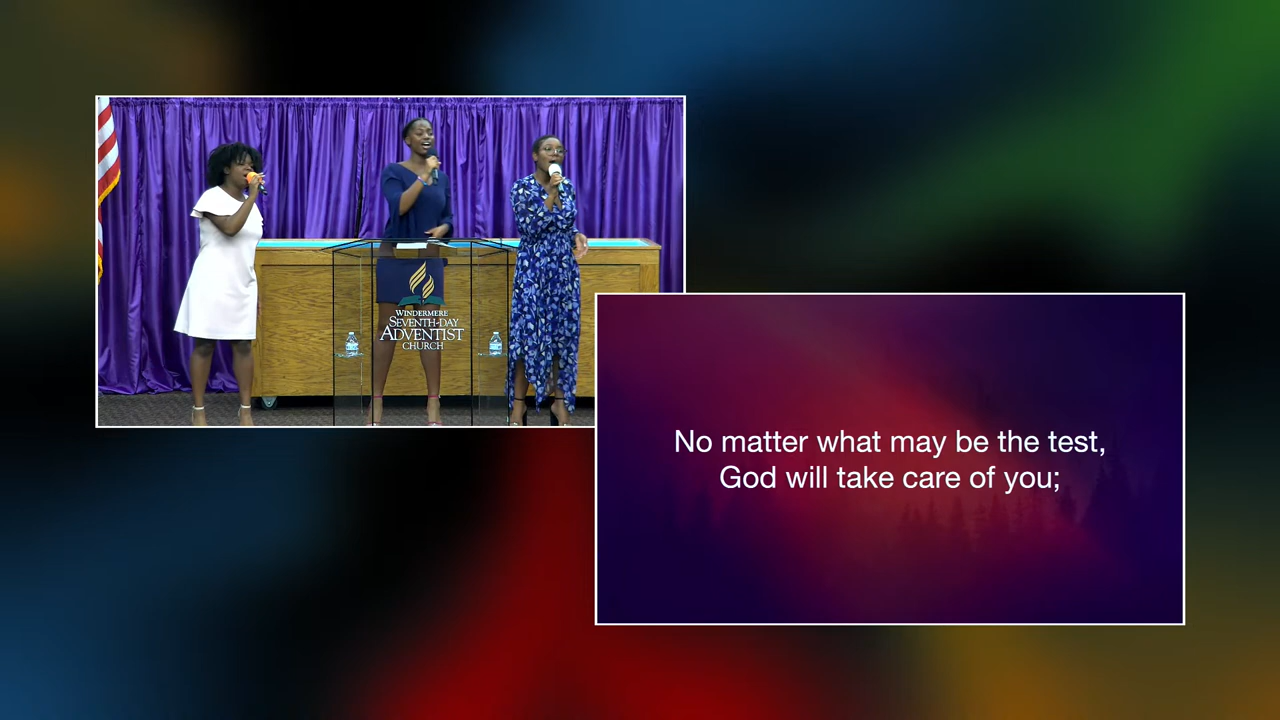 WINDERMERE
SEVENTH-DAY
ADVENTIST
CHURCH
No matter what may be the test,
God will take care of you;